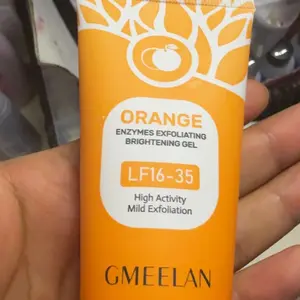 ORANGE
ENZYMES EXFOLIATING
BRIGHTENING GEL
LF16-35
High Activity
Mild Exfoliation
GMEELAN